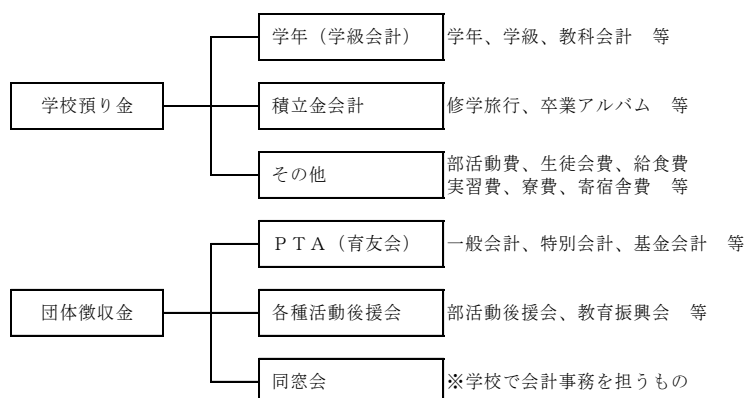 学年（学級会計） 学年、学級、教科会計　等
学校預り金 積立金会計 修学旅行、卒業アルバム　等
その他 部活動費、生徒会費、給食費
実習費、寮費、寄宿舎費　等
ＰＴＡ（育友会） 一般会計、特別会計、基金会計　等
団体徴収金 各種活動後援会 部活動後援会、教育振興会　等
同窓会 ※学校で会計事務を担うもの